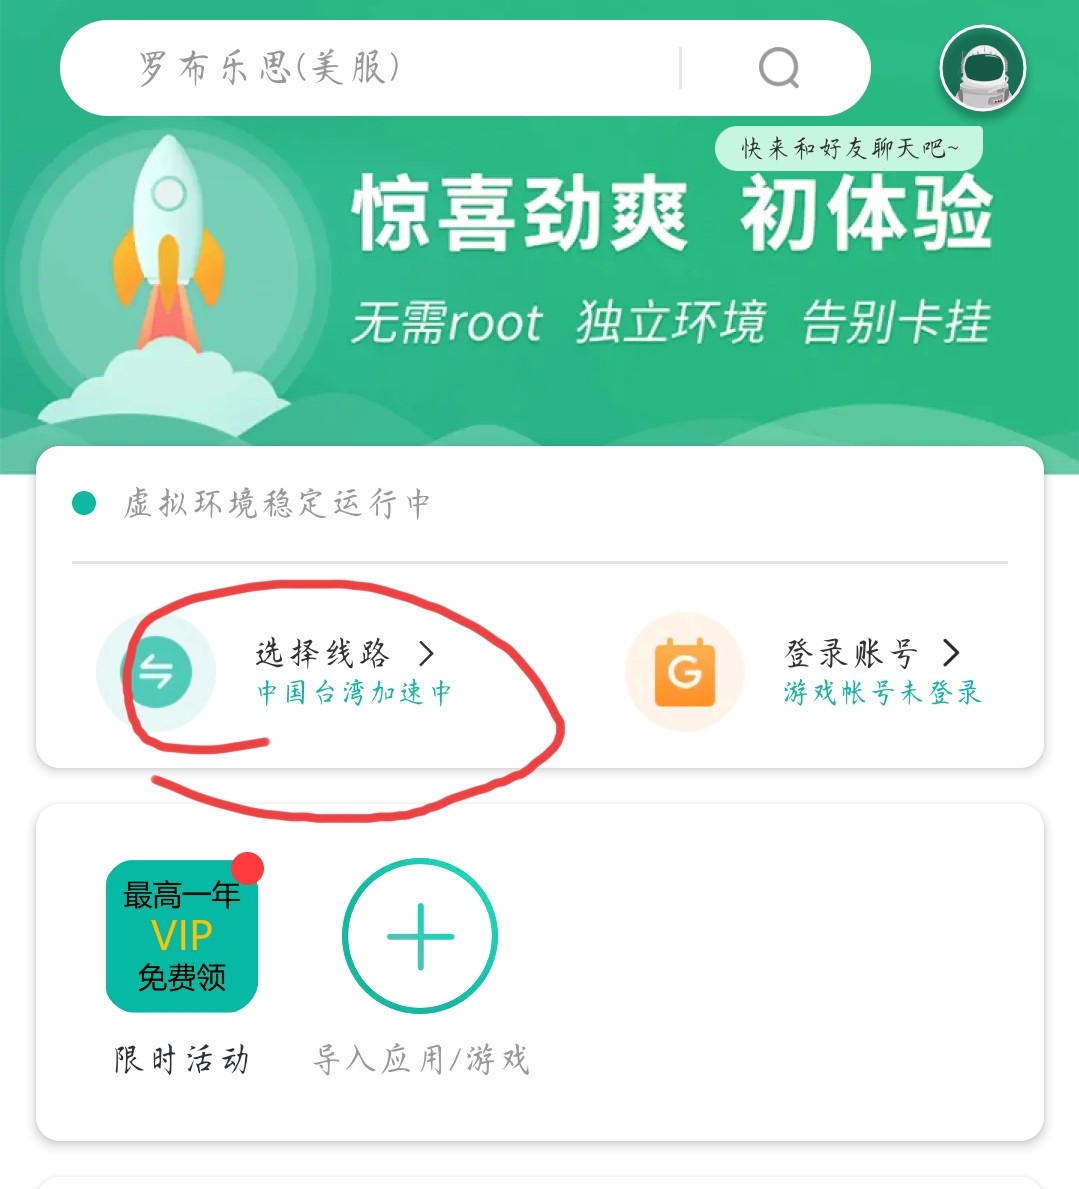 罗布乐思(美服)
快来和好友聊天吧~
惊喜劲爽 初体验
无需root 独立环境 告别卡挂
虚拟环境稳定运行中
选择线路 >
中国台湾加速中
登录账号 >
游戏帐号未登录
G
最高一年
VIP
免费领
限时活动
导入应用/游戏